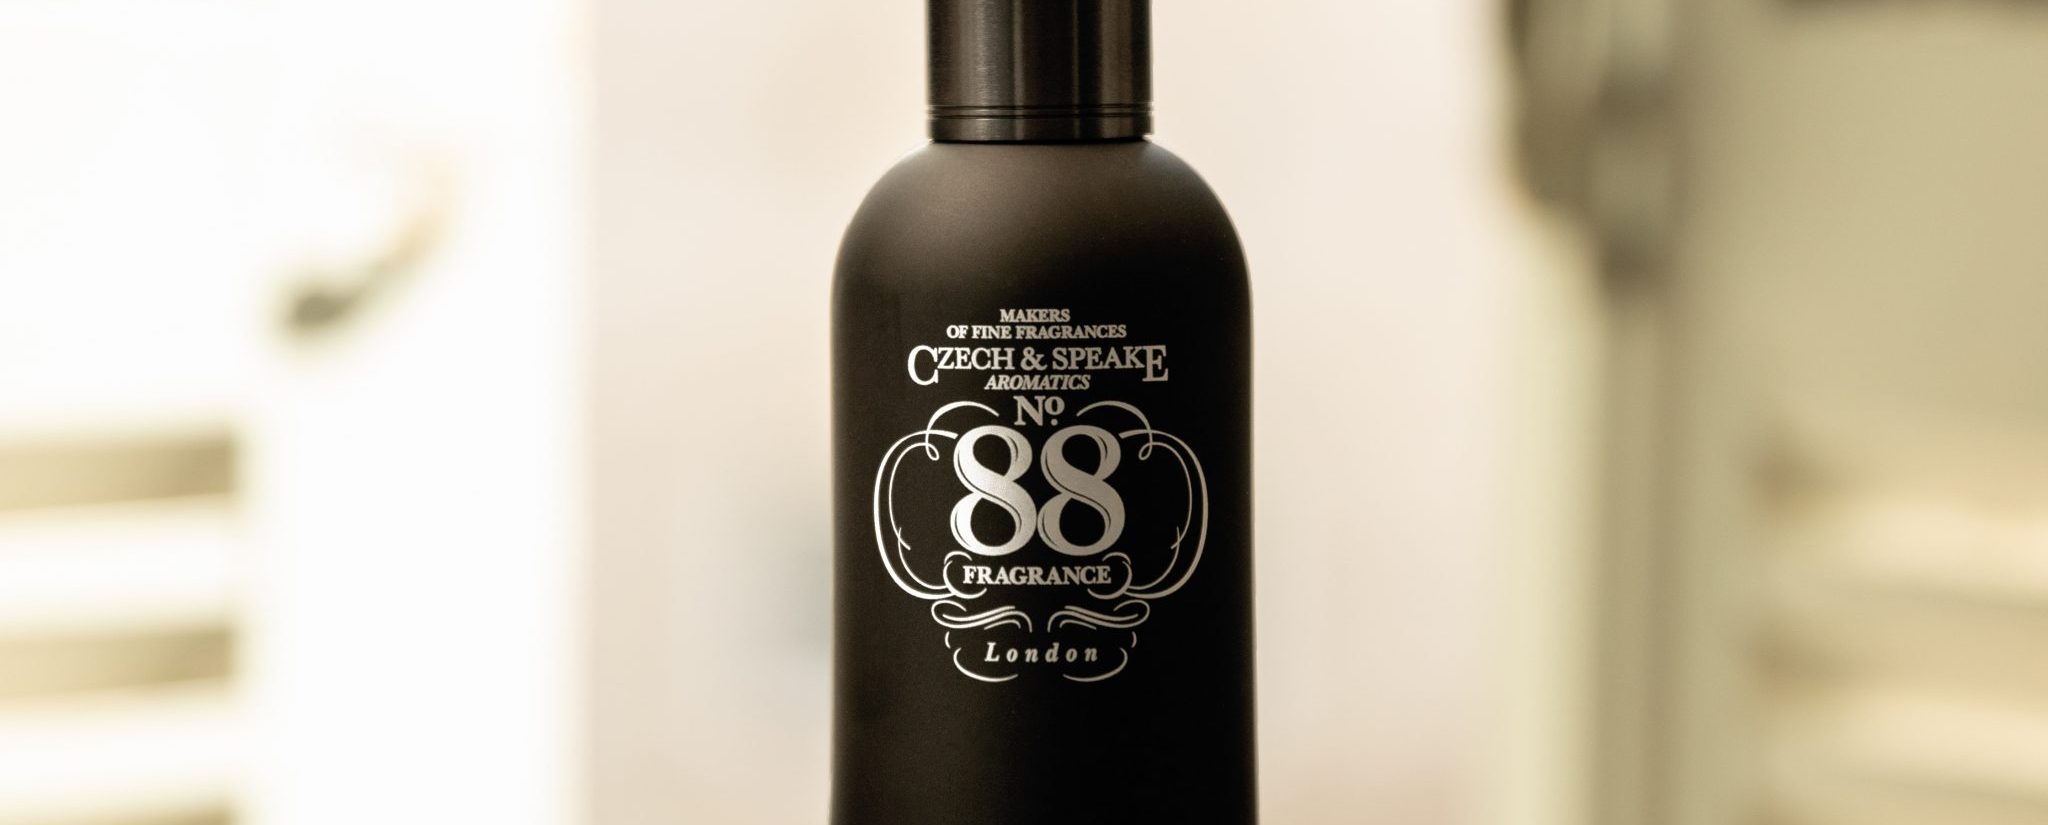 MAKERS
OF FINE FRAGRANCES
CZECH & SPEAKE
AROMATICS
No.
88
FRAGRANCE
London